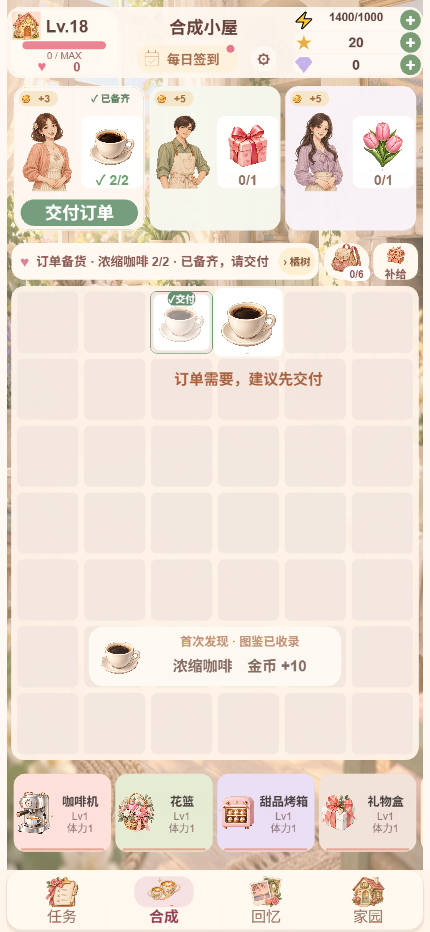 Lv.18
合成小屋
1400/1000
0 / MAX
0
每日签到
20
0
+3
✓已备齐
✓ 2/2
交付订单
+5
0/1
+5
0/1
订单备货 · 浓缩咖啡 2/2 · 已备齐，请交付
› 橘树
0/6
补给
✓交付
订单需要，建议先交付
首次发现 · 图鉴已收录
浓缩咖啡 金币 +10
咖啡机
Lv1
体力1
花篮
Lv1
体力1
甜品烤箱
Lv1
体力1
礼物盒
Lv1
体力1
任务
合成
回忆
家园